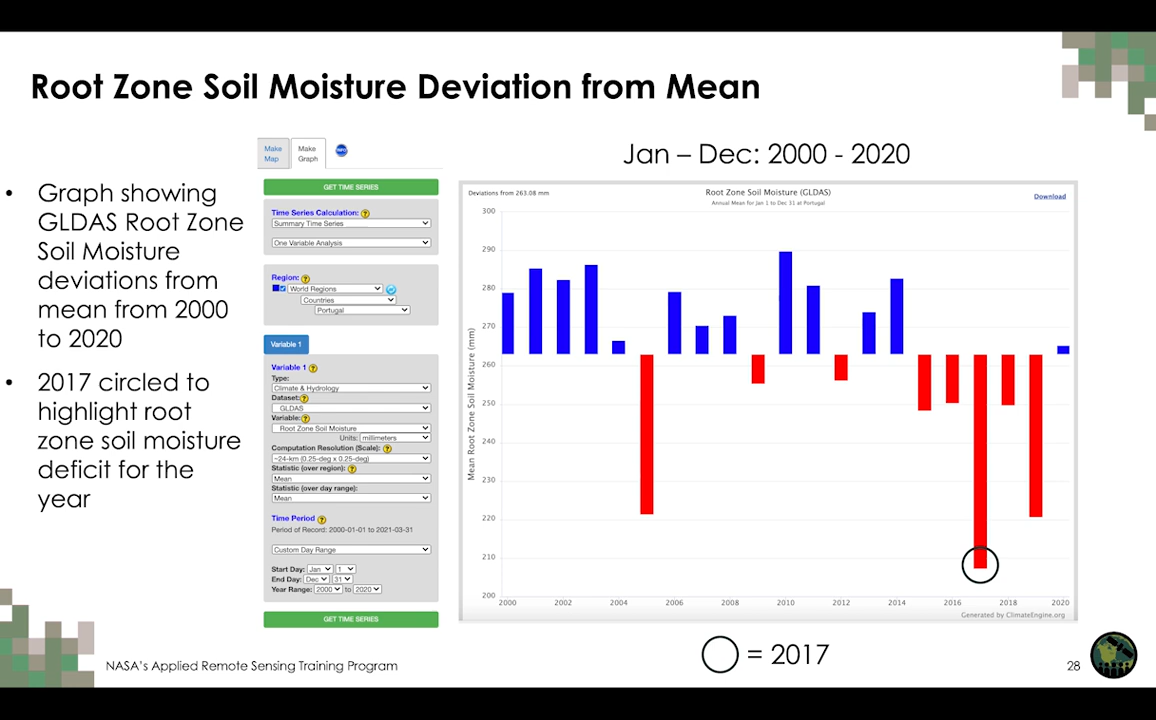 Root Zone Soil Moisture Deviation from Mean
• Graph showing
GLDAS Root Zone
Soil Moisture
deviations from
mean from 2000
to 2020
• 2017 circled to
highlight root
zone soil moisture
deficit for the
year
Make
Map
Make
Graph
INFO
GET TIME SERIES
Time Series Calculation: ?
Summary Time Series
One Variable Analysis
Region: ?
World Regions
Countries
Portugal
Variable 1
Variable 1 ?
Type:
Climate & Hydrology
Dataset: ?
GLDAS
Variable: ?
Root Zone Soil Moisture
Units: millimeters
Computation Resolution (Scale): ?
~24-km (0.25-deg x 0.25-deg)
Statistic (over region): ?
Mean
Statistic (over day range):
Mean
Time Period ?
Period of Record: 2000-01-01 to 2021-03-31
Custom Day Range
Start Day: Jan 1
End Day: Dec 31
Year Range: 2000 to 2020
GET TIME SERIES
Jan – Dec: 2000 - 2020
Deviations from 263.08 mm
Root Zone Soil Moisture (GLDAS)
Annual Mean for Jan 1 to Dec 31 at Portugal
Download
Mean Root Zone Soil Moisture (mm)
300
290
280
270
260
250
240
230
220
210
200
2000 2002 2004 2006 2008 2010 2012 2014 2016 2018 2020
Generated by ClimateEngine.org
= 2017
NASA's Applied Remote Sensing Training Program
28